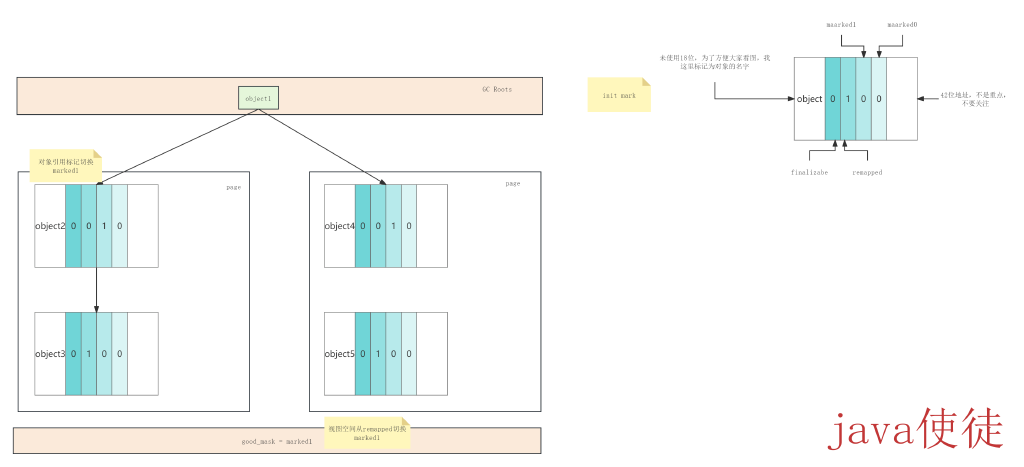 maarked1
maarked0
未使用18位，为了方便大家看图，我
这里标记为对象的名字
init mark
object
0
1
0
0
42位地址，不是重点，
不要关注
finalizabe
remapped
GC Roots
object1
对象引用标记切换
marked1
page
object2
0
0
1
0
object3
0
1
0
0
page
object4
0
0
1
0
object5
0
1
0
0
视图空间从remapped切换
marked1
good_mask = marked1
java使徒